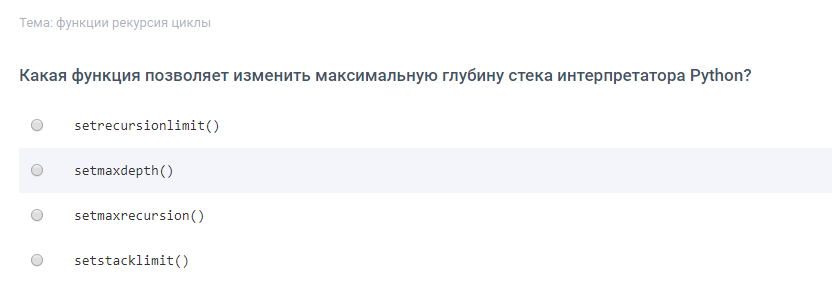 Тема: функции рекурсия циклы
Какая функция позволяет изменить максимальную глубину стека интерпретатора Python?
setrecursionlimit()
setmaxdepth()
setmaxrecursion()
setstacklimit()